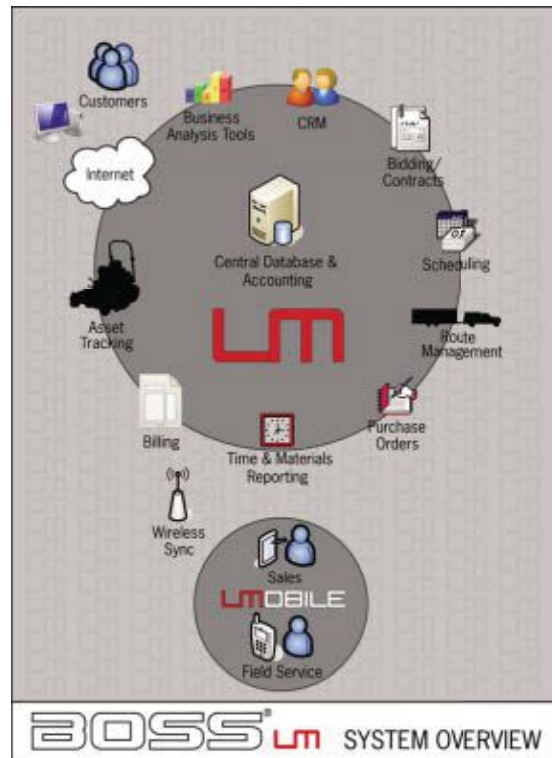 Customers
Business
Analysis Tools
CRM
Internet
Bidding/
Contracts
Central Database &
Accounting
Scheduling
LM
Asset
Tracking
Route
Management
Billing
Time & Materials
Reporting
Purchase
Orders
Wireless
Sync
Sales
LMOBILE
Field Service
BOSS® LM SYSTEM OVERVIEW